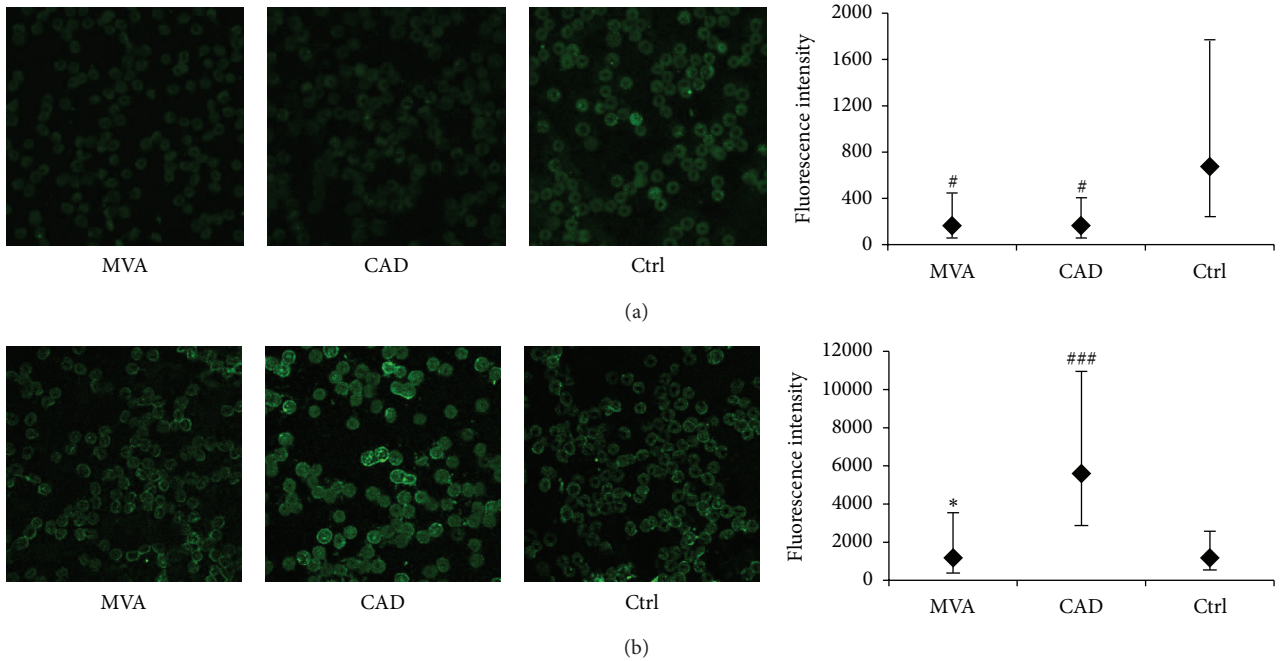 MVA
CAD
Ctrl
Fluorescence intensity
2000
1600
1200
800
400
0
#
#
MVA
CAD
Ctrl
(a)
MVA
CAD
Ctrl
Fluorescence intensity
12000
10000
8000
6000
4000
2000
0
*
###
MVA
CAD
Ctrl
(b)